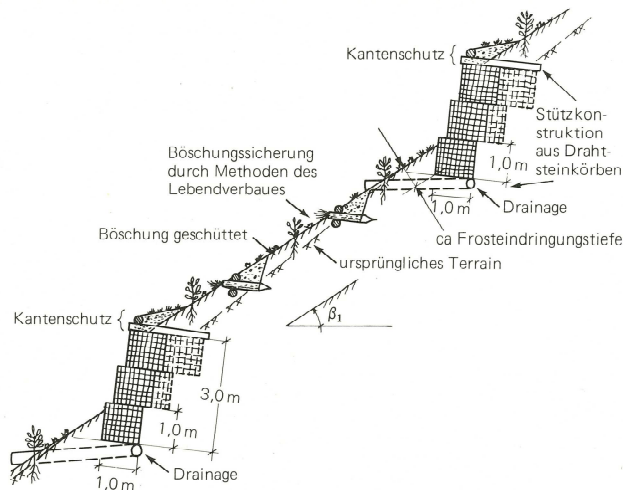 Kantenschutz {
Stützkon-
struktion
aus Draht-
steinkörben
Böschungssicherung
durch Methoden des
Lebendverbaues
1,0 m
1,0 m
Drainage
Böschung geschüttet
ca Frosteindringungstiefe
ursprüngliches Terrain
Kantenschutz {
β1
3,0 m
1,0 m
Drainage
1,0 m